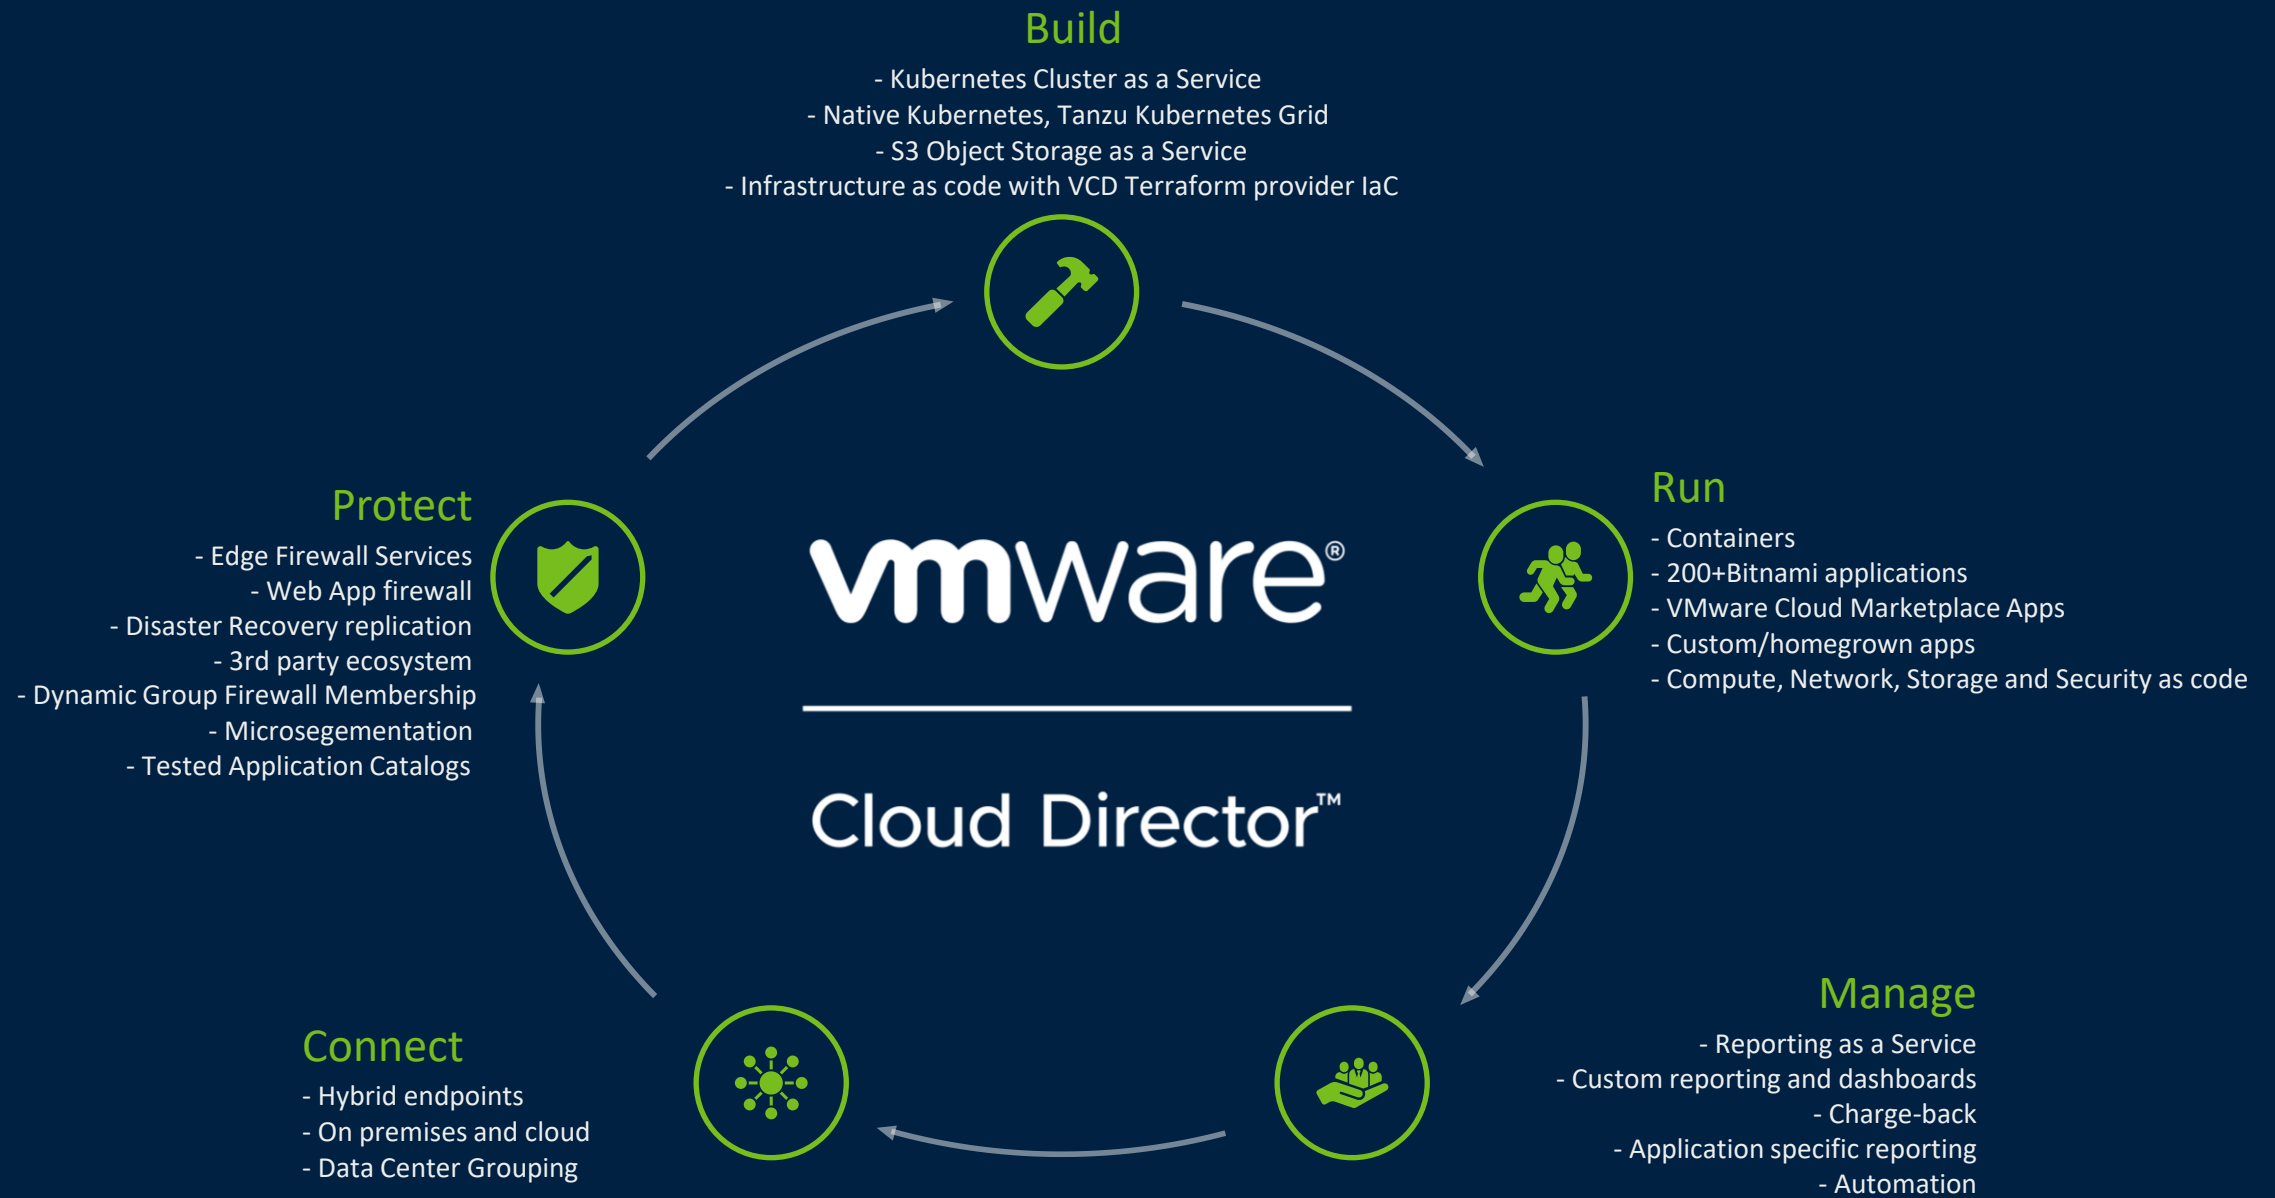 Build
- Kubernetes Cluster as a Service
- Native Kubernetes, Tanzu Kubernetes Grid
- S3 Object Storage as a Service
- Infrastructure as code with VCD Terraform provider IaC
Run
- Containers
- 200+Bitnami applications
- VMware Cloud Marketplace Apps
- Custom/homegrown apps
- Compute, Network, Storage and Security as code
Manage
- Reporting as a Service
- Custom reporting and dashboards
- Charge-back
- Application specific reporting
- Automation
Connect
- Hybrid endpoints
- On premises and cloud
- Data Center Grouping
Protect
- Edge Firewall Services
- Web App firewall
- Disaster Recovery replication
- 3rd party ecosystem
- Dynamic Group Firewall Membership
- Microsegementation
- Tested Application Catalogs
vmware®
Cloud Director™